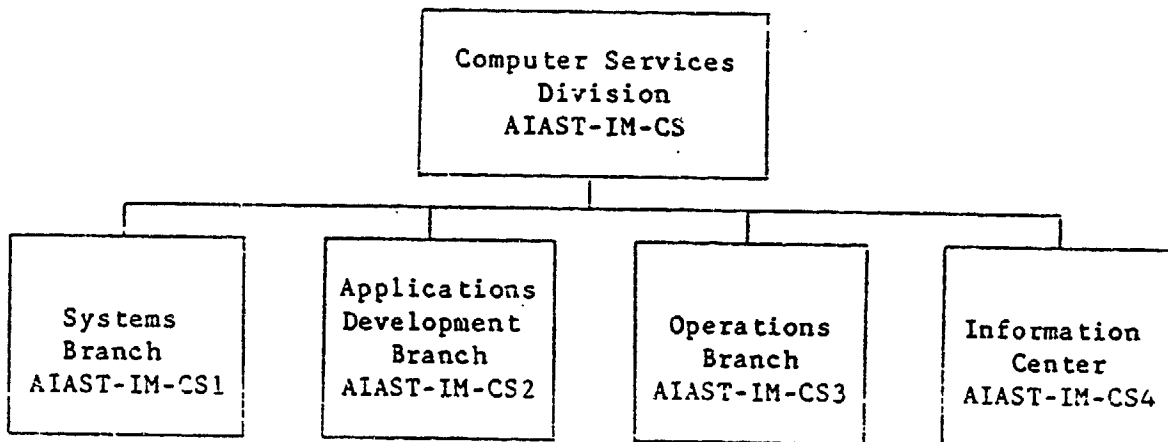 Computer Services
Division
AIAST-IM-CS
Systems
Branch
AIAST-IM-CS1
Applications
Development
Branch
AIAST-IM-CS2
Operations
Branch
AIAST-IM-CS3
Information
Center
AIAST-IM-CS4